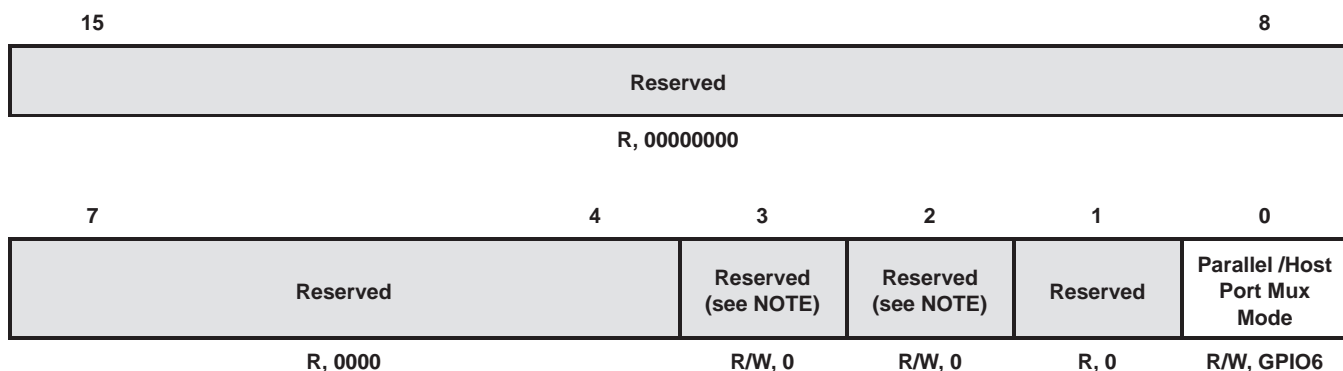 15 8
Reserved
R, 00000000
7 4 3 2 1 0
Reserved
Reserved
(see NOTE)
Reserved
(see NOTE)
Reserved
Parallel /Host
Port Mux
Mode
R, 0000 R/W, 0 R/W, 0 R, 0 R/W, GPIO6